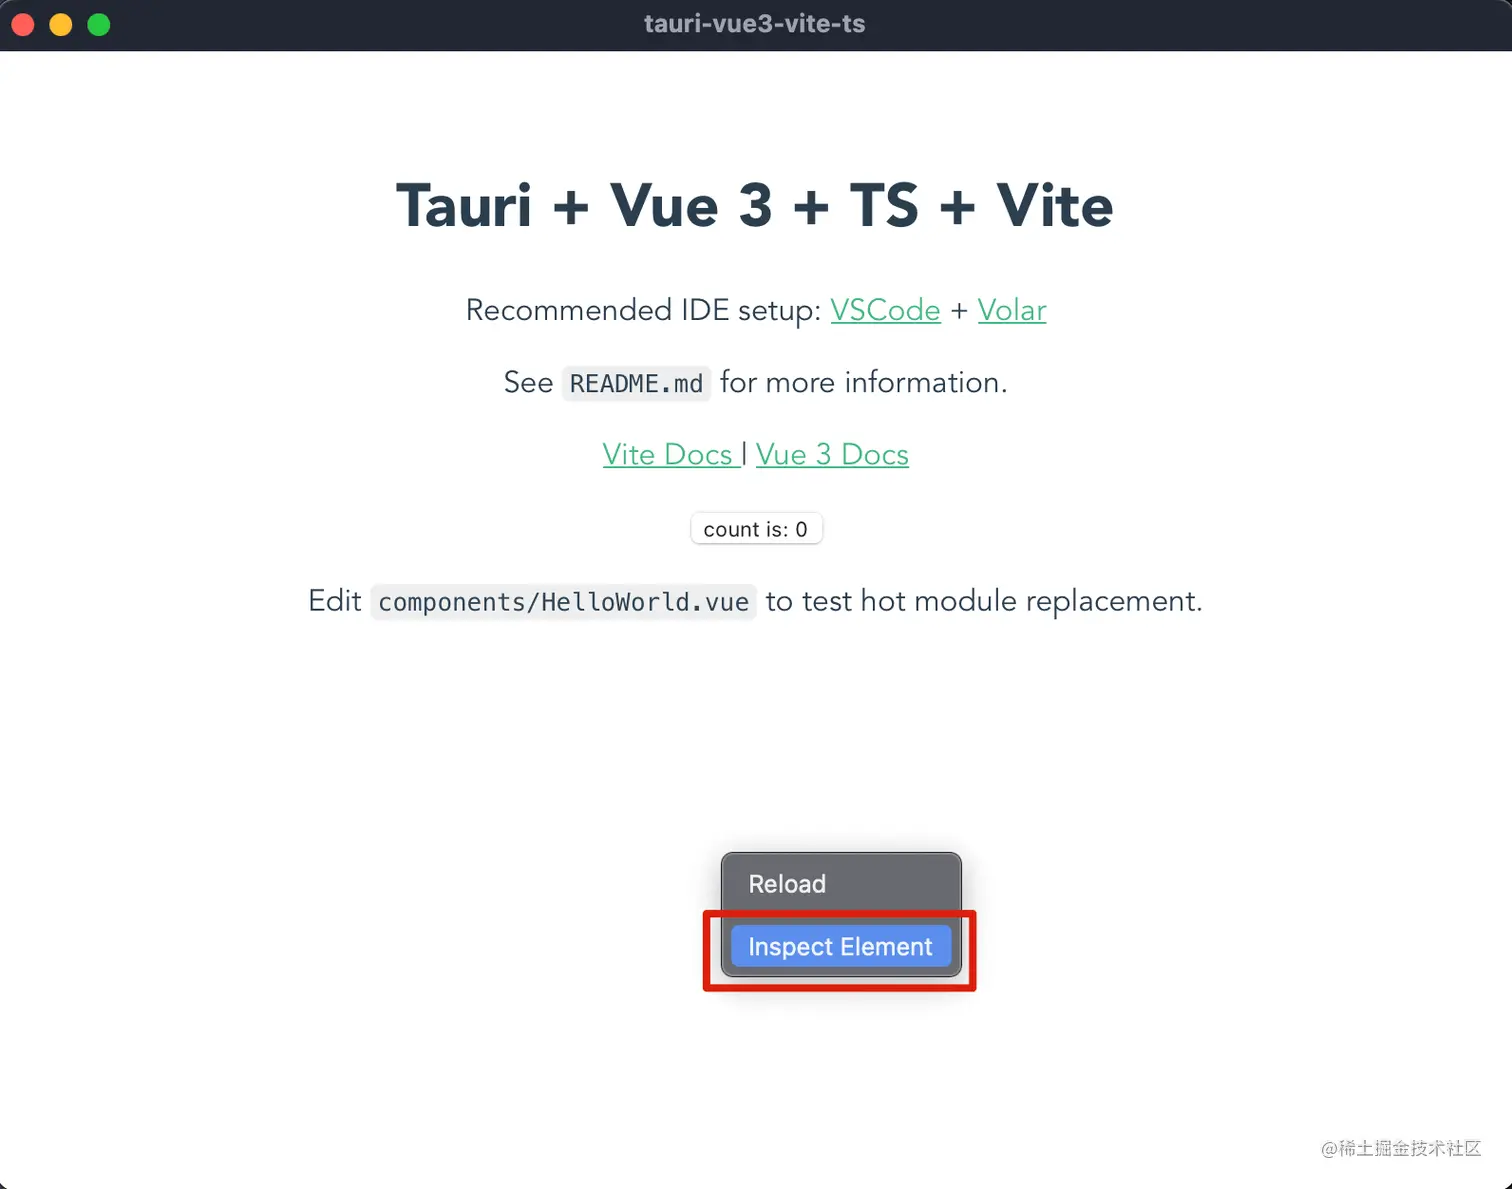 tauri-vue3-vite-ts
Tauri + Vue 3 + TS + Vite
Recommended IDE setup: VSCode + Volar
See README.md for more information.
Vite Docs | Vue 3 Docs
count is: 0
Edit components/HelloWorld.vue to test hot module replacement.
Reload
Inspect Element
@稀土掘金技术社区